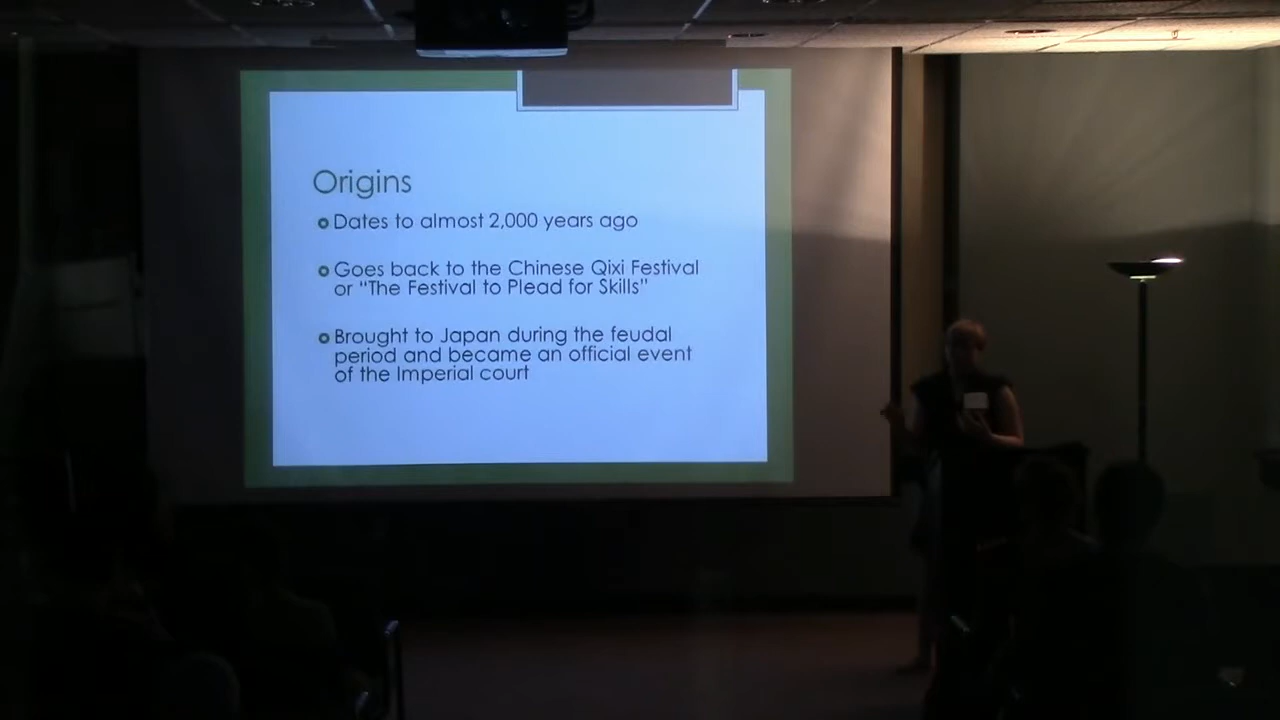 Origins
Dates to almost 2,000 years ago
Goes back to the Chinese Qixi Festival
or “The Festival to Plead for Skills”
Brought to Japan during the feudal
period and became an official event
of the Imperial court